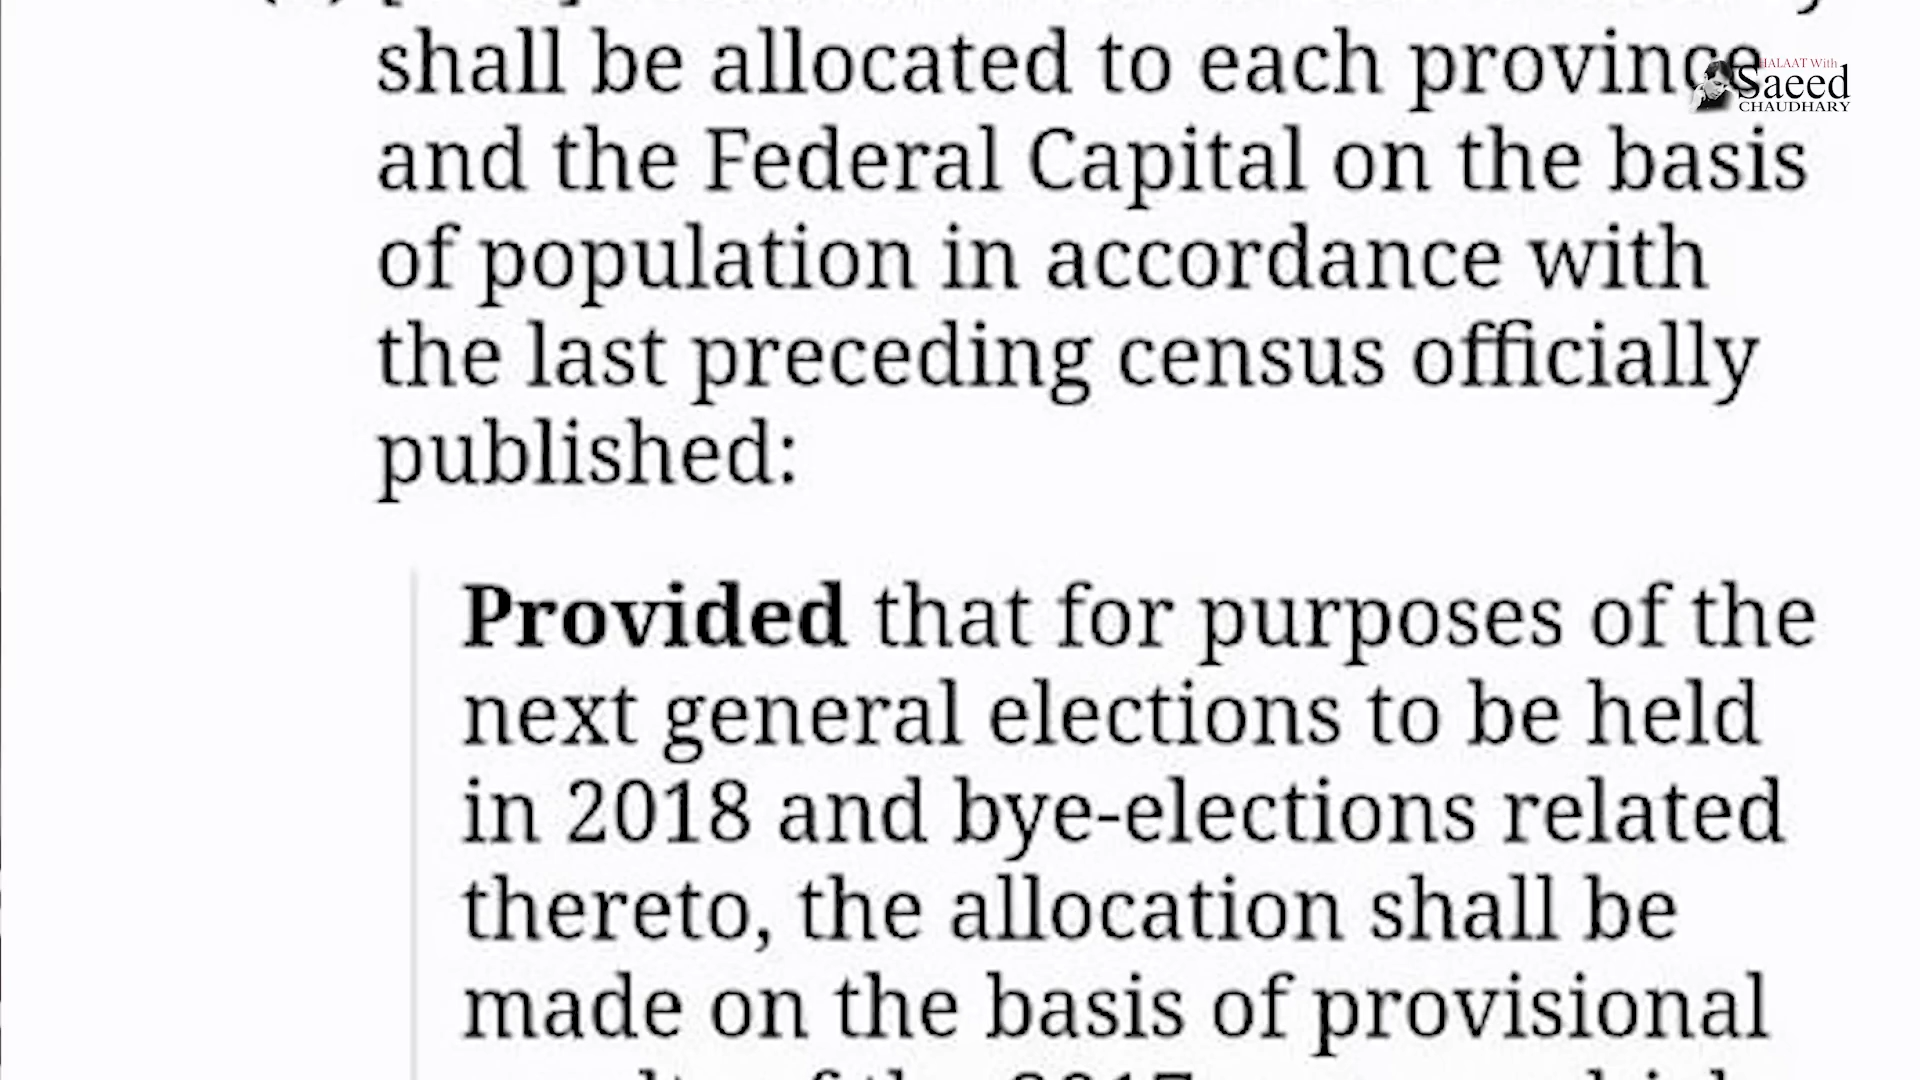 shall be allocated to each province
and the Federal Capital on the basis
of population in accordance with
the last preceding census officially
published:
Provided that for purposes of the
next general elections to be held
in 2018 and bye-elections related
thereto, the allocation shall be
made on the basis of provisional
HALAAT With
Saeed
CHAUDHARY